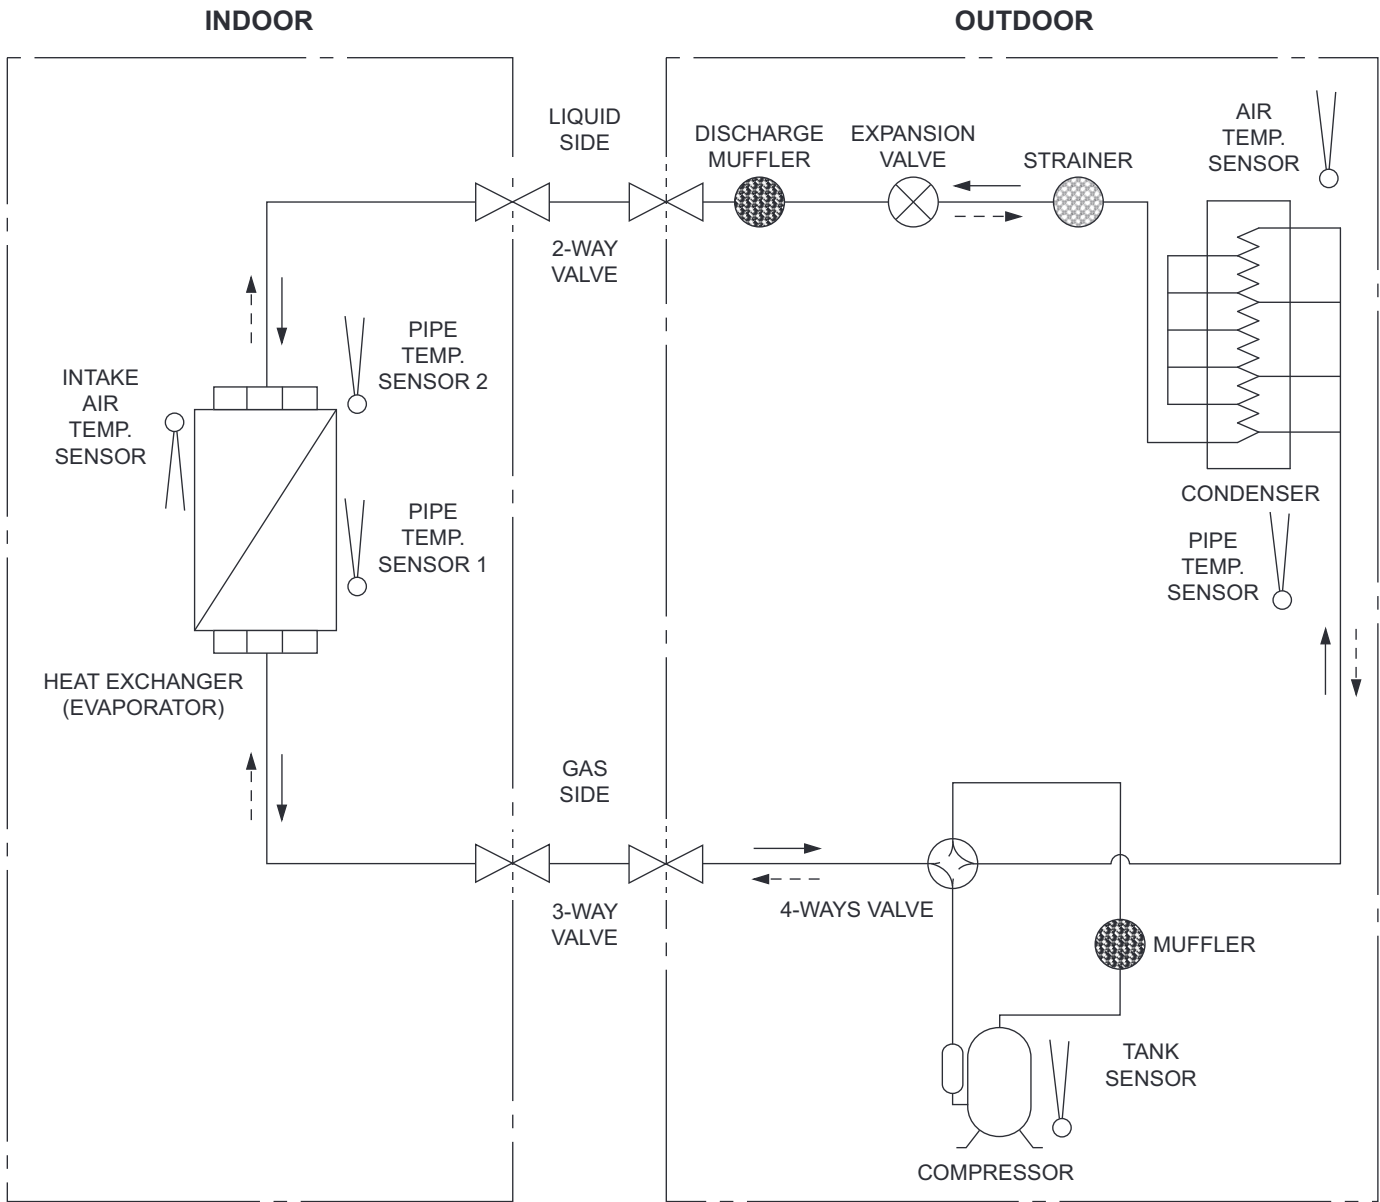 INDOOR
OUTDOOR
LIQUID
SIDE
DISCHARGE
MUFFLER
EXPANSION
VALVE
STRAINER
AIR
TEMP.
SENSOR
2-WAY
VALVE
PIPE
TEMP.
SENSOR 2
INTAKE
AIR
TEMP.
SENSOR
PIPE
TEMP.
SENSOR 1
CONDENSER
PIPE
TEMP.
SENSOR
HEAT EXCHANGER
(EVAPORATOR)
GAS
SIDE
3-WAY
VALVE
4-WAYS VALVE
MUFFLER
TANK
SENSOR
COMPRESSOR